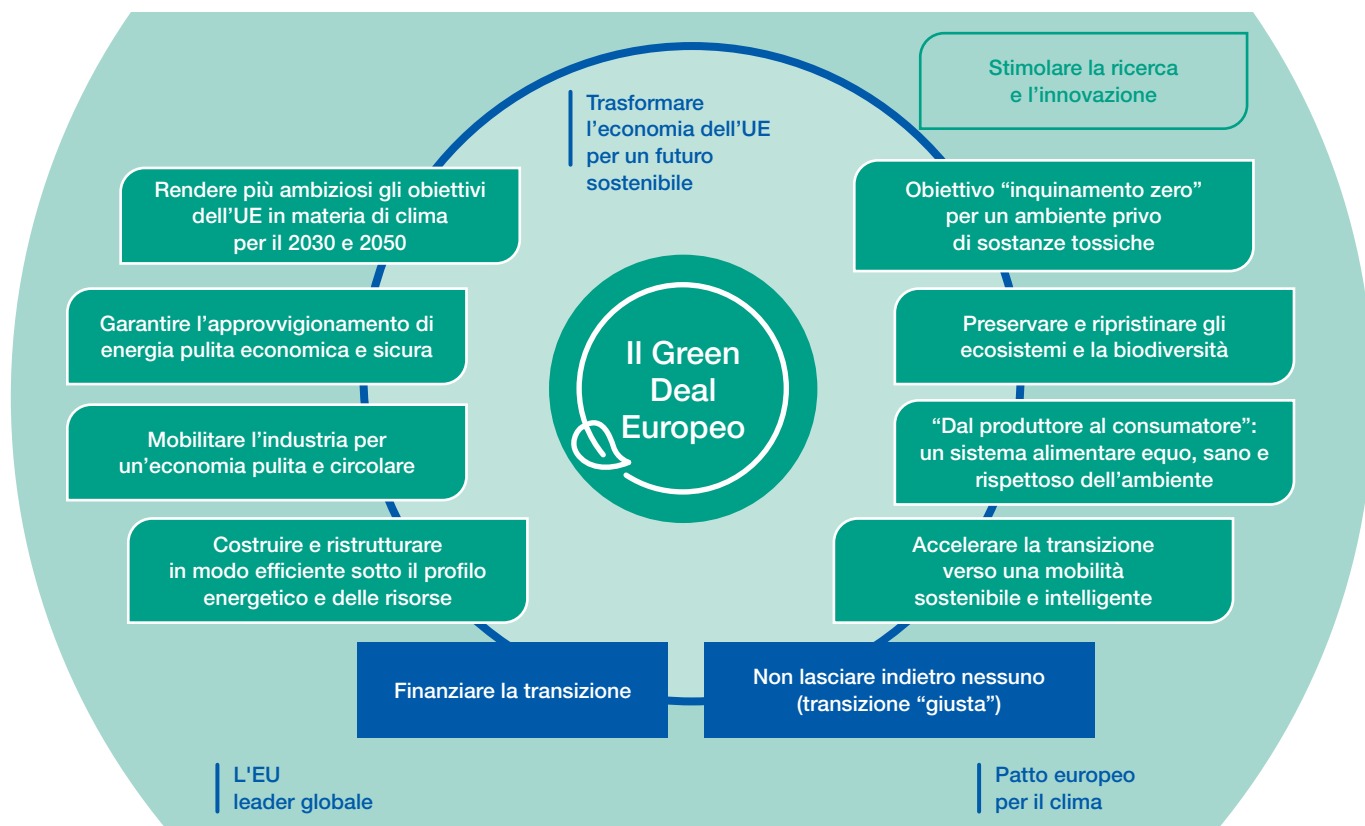 Stimolare la ricerca
e l'innovazione
Trasformare
l'economia dell'UE
per un futuro
sostenibile
Rendere più ambiziosi gli obiettivi
dell'UE in materia di clima
per il 2030 e 2050
Garantire l'approvvigionamento di
energia pulita economica e sicura
Mobilitare l'industria per
un'economia pulita e circolare
Costruire e ristrutturare
in modo efficiente sotto il profilo
energetico e delle risorse
Il Green
Deal
Europeo
Obiettivo “inquinamento zero”
per un ambiente privo
di sostanze tossiche
Preservare e ripristinare gli
ecosistemi e la biodiversità
“Dal produttore al consumatore”:
un sistema alimentare equo, sano e
rispettoso dell'ambiente
Accelerare la transizione
verso una mobilità
sostenibile e intelligente
Finanziare la transizione
Non lasciare indietro nessuno
(transizione “giusta”)
L'EU
leader globale
Patto europeo
per il clima